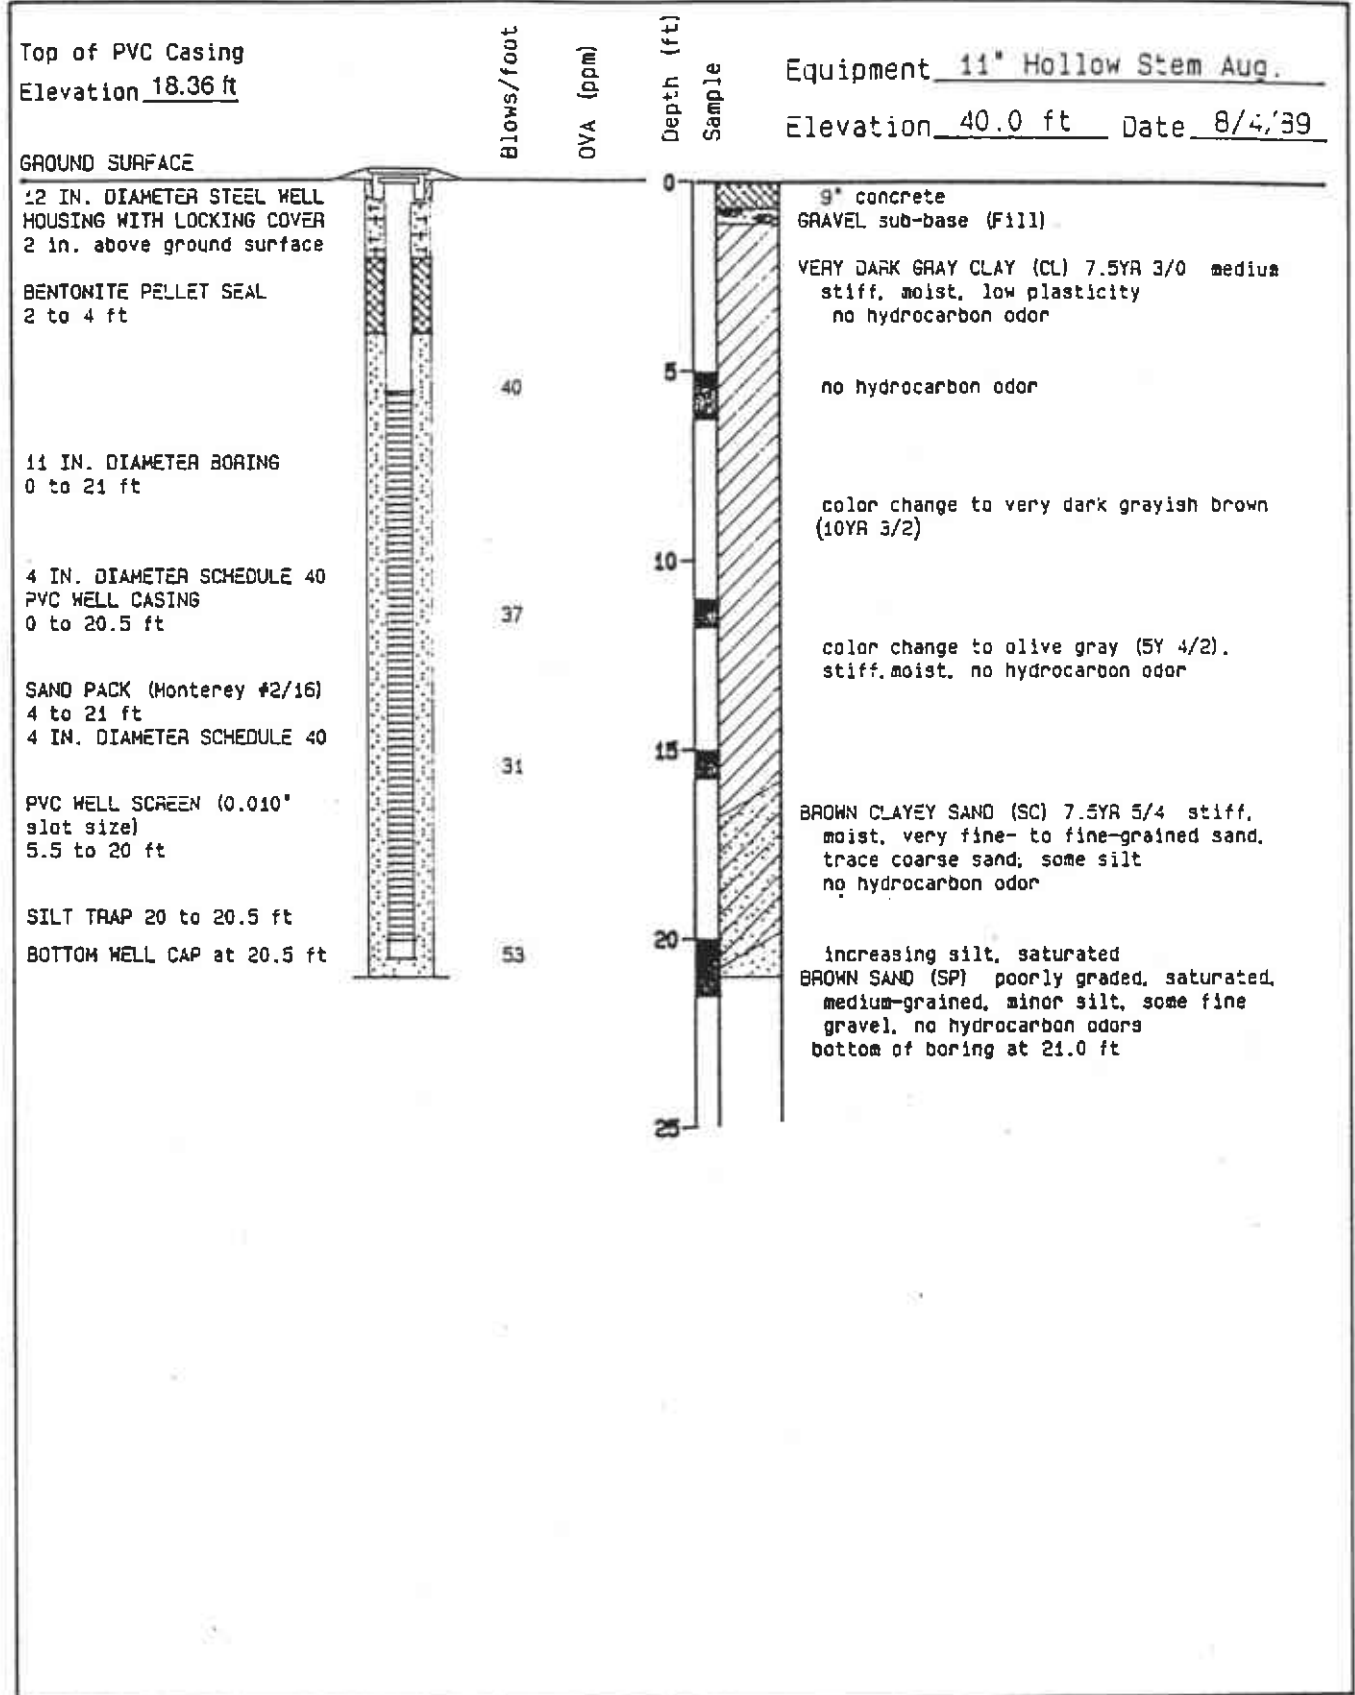 Top of PVC Casing
Elevation 18.36 ft
Blows/foot
OVA (ppm)
Depth (ft)
Sample
Equipment 11" Hollow Stem Aug.
Elevation 40.0 ft Date 8/4/89
GROUND SURFACE
12 IN. DIAMETER STEEL WELL
HOUSING WITH LOCKING COVER
2 in. above ground surface
BENTONITE PELLET SEAL
2 to 4 ft
11 IN. DIAMETER BORING
0 to 21 ft
4 IN. DIAMETER SCHEDULE 40
PVC WELL CASING
0 to 20.5 ft
SAND PACK (Monterey #2/16)
4 to 21 ft
4 IN. DIAMETER SCHEDULE 40
PVC WELL SCREEN (0.010"
slot size)
5.5 to 20 ft
SILT TRAP 20 to 20.5 ft
BOTTOM WELL CAP at 20.5 ft
40
37
31
53
0
5
10
15
20
25
9" concrete
GRAVEL sub-base (Fill)
VERY DARK GRAY CLAY (CL) 7.5YR 3/0 medium
stiff, moist, low plasticity
no hydrocarbon odor
no hydrocarbon odor
color change to very dark grayish brown
(10YR 3/2)
color change to olive gray (5Y 4/2),
stiff, moist, no hydrocarbon odor
BROWN CLAYEY SAND (SC) 7.5YR 5/4 stiff,
moist, very fine- to fine-grained sand,
trace coarse sand; some silt
no hydrocarbon odor
increasing silt, saturated
BROWN SAND (SP) poorly graded, saturated,
medium-grained, minor silt, some fine
gravel, no hydrocarbon odors
bottom of boring at 21.0 ft